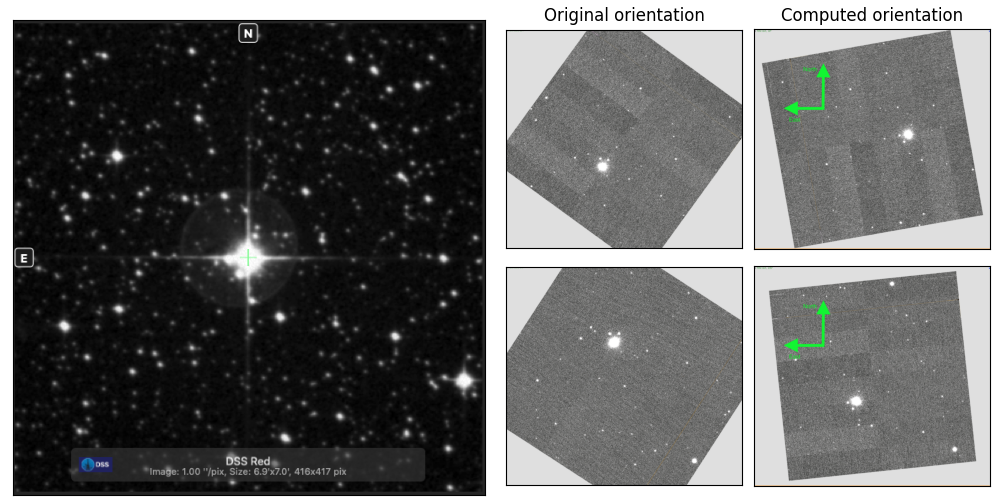 Original orientation
Computed orientation
N
E
DSS
DSS Red
Image: 1.00 ''/pix, Size: 6.9'x7.0', 416x417 pix